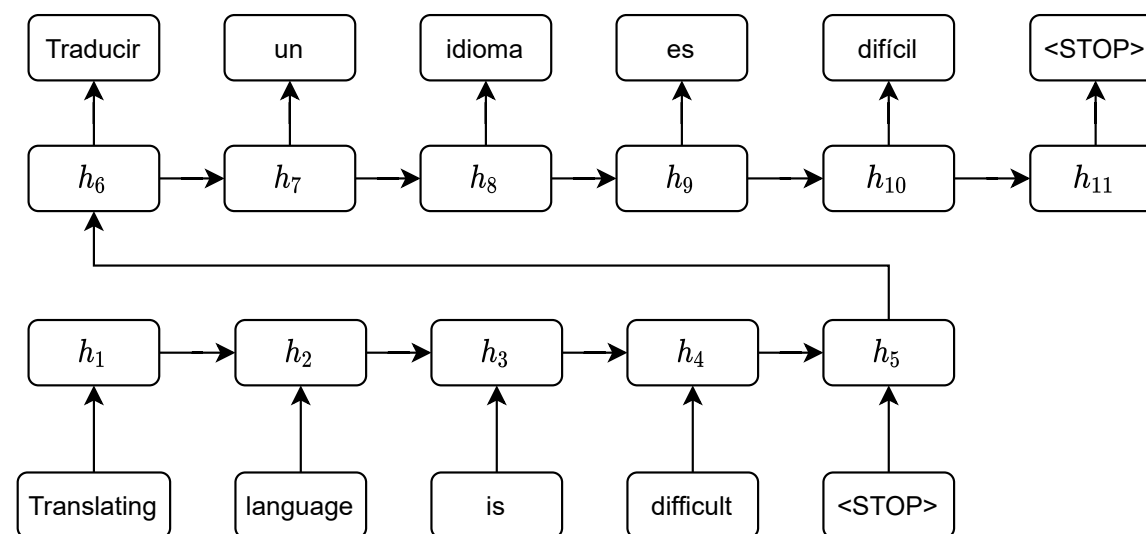 Traducir un idioma es difícil <STOP>
h₆ h₇ h₈ h₉ h₁₀ h₁₁
h₁ h₂ h₃ h₄ h₅
Translating language is difficult <STOP>